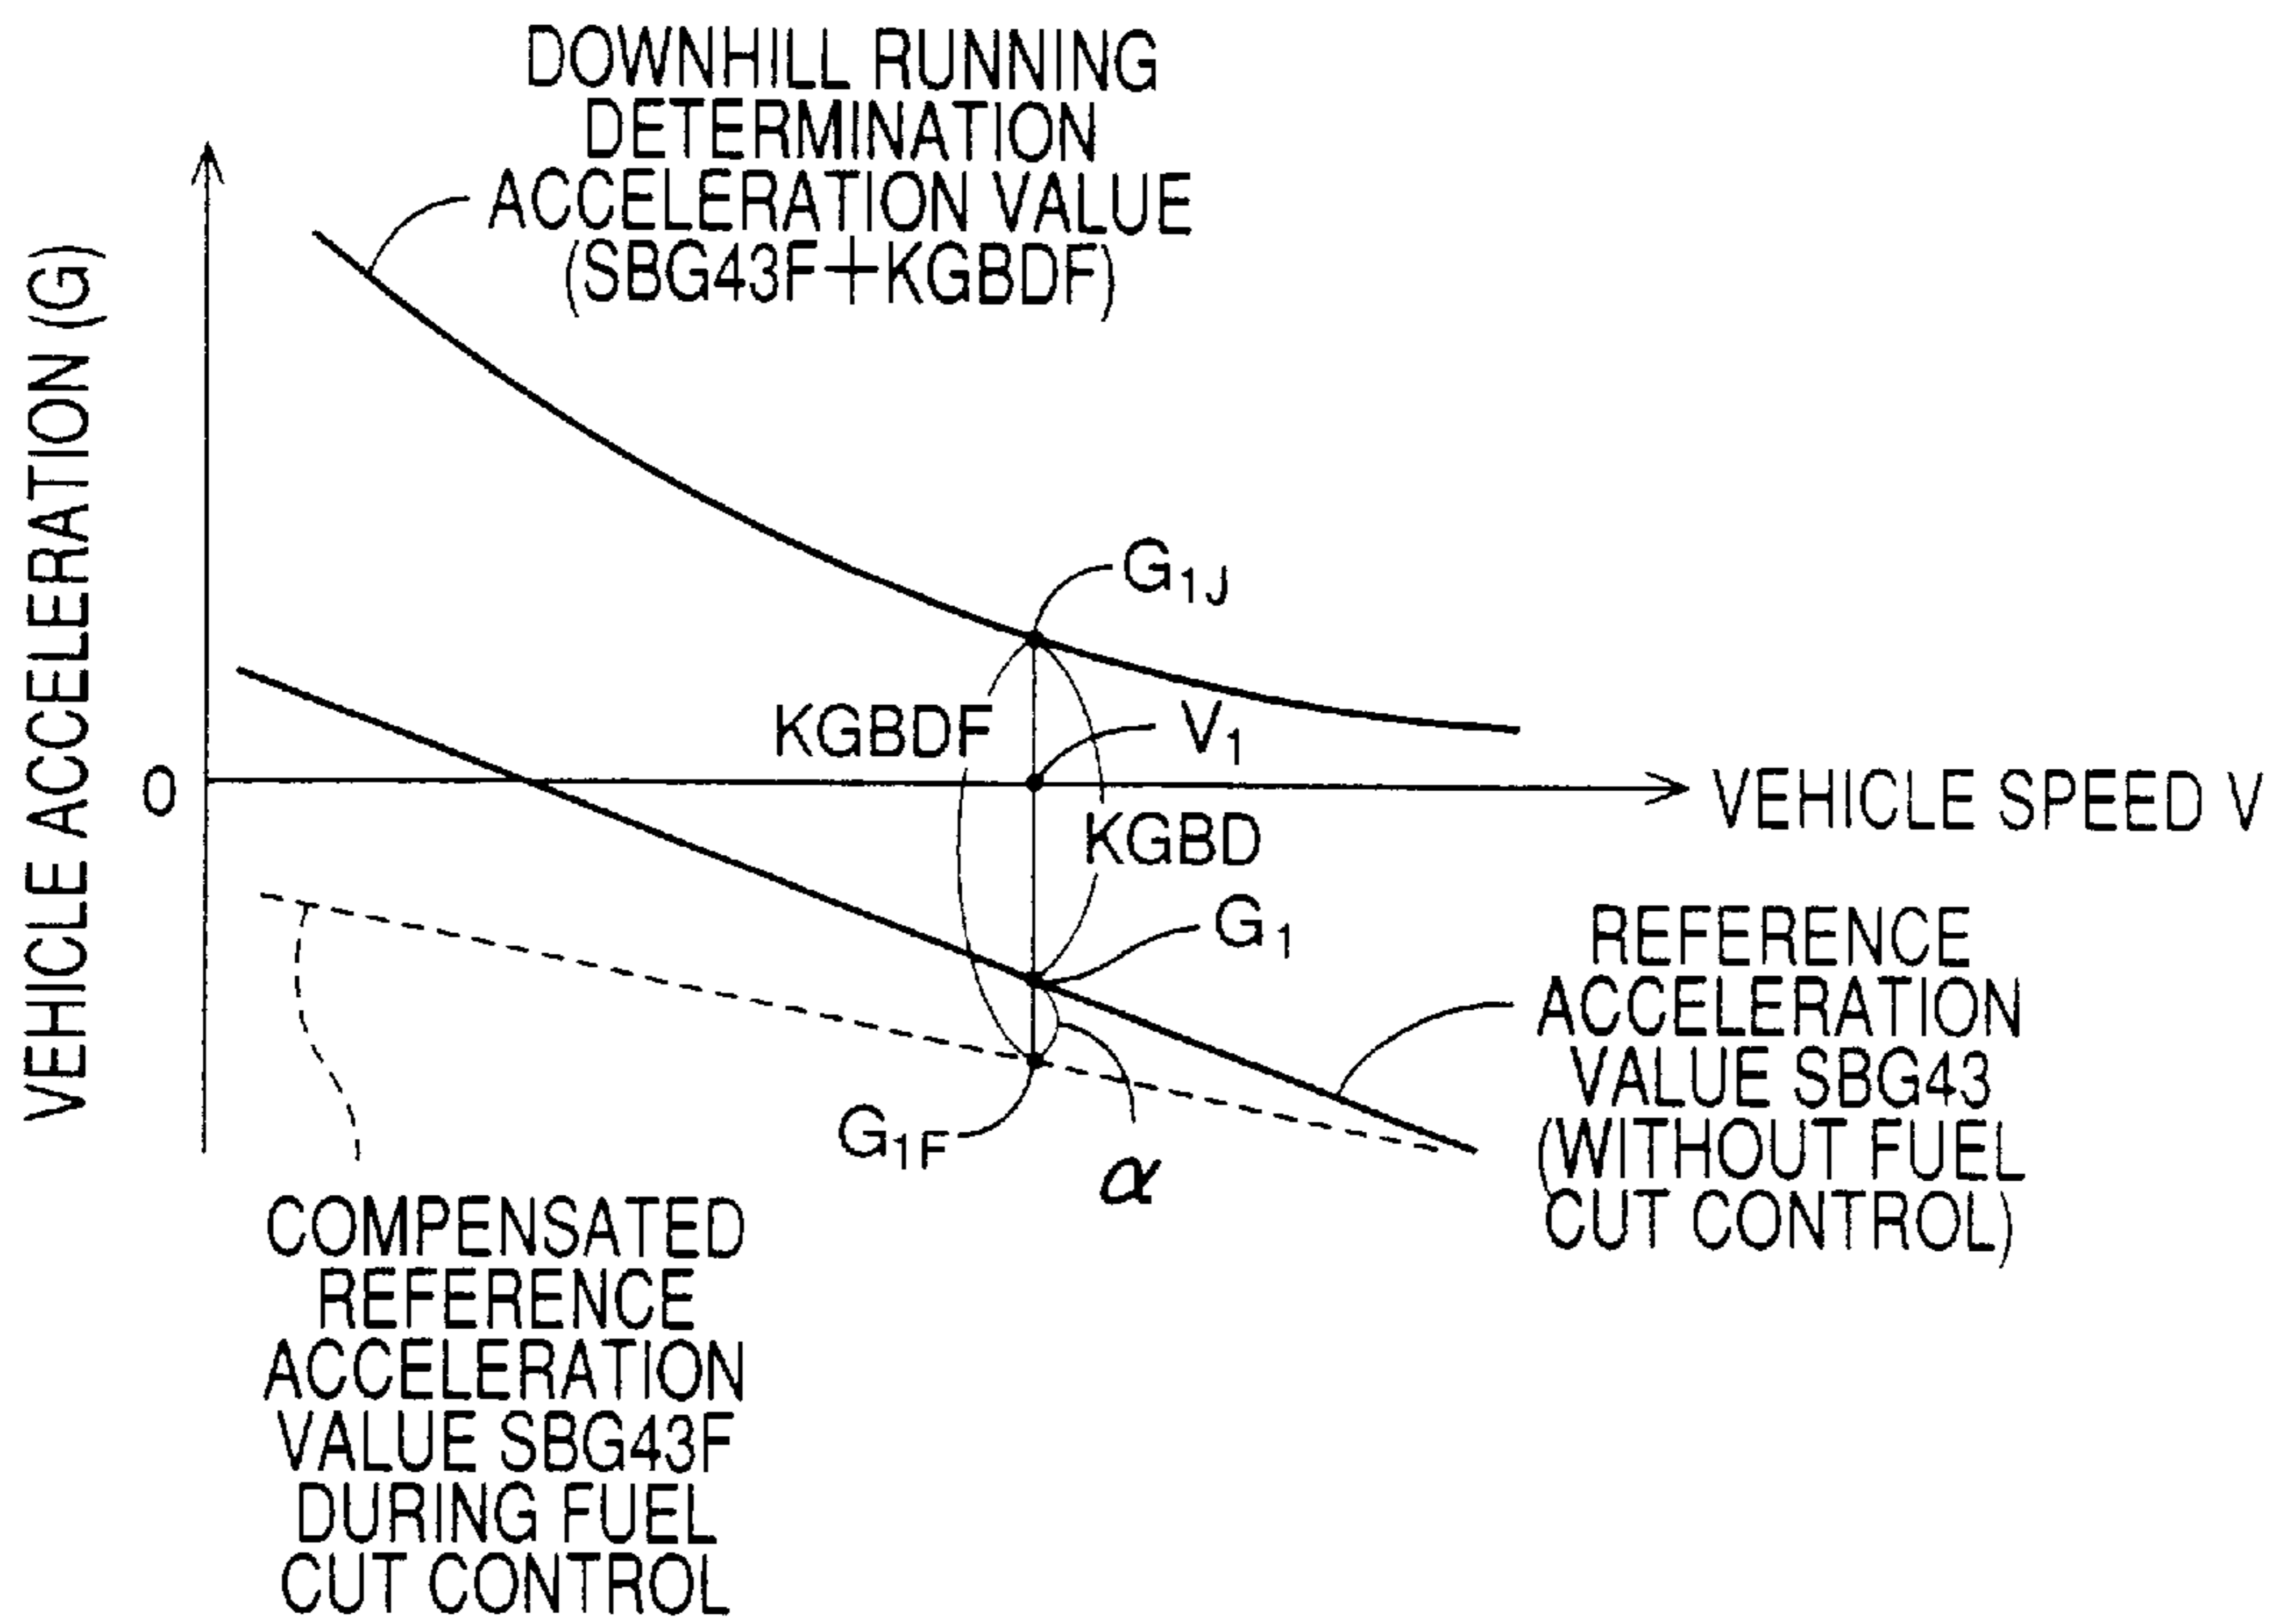 DOWNHILL RUNNING
DETERMINATION
ACCELERATION VALUE
(SBG43F+KGBDF)
VEHICLE ACCELERATION (G)
G1J
KGBDF
V1
0
VEHICLE SPEED V
KGBD
G1
REFERENCE
ACCELERATION
VALUE SBG43
(WITHOUT FUEL
CUT CONTROL)
G1F
α
COMPENSATED
REFERENCE
ACCELERATION
VALUE SBG43F
DURING FUEL
CUT CONTROL